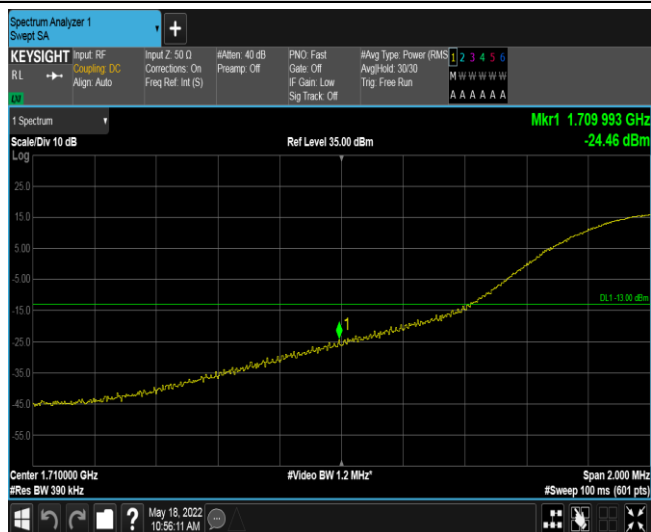 Spectrum Analyzer 1
Swept SA
KEYSIGHT
RL
Input: RF
Coupling: DC
Align: Auto
Input Z: 50 Ω
Corrections: On
Freq Ref: Int (S)
#Atten: 40 dB
Preamp: Off
PNO: Fast
Gate: Off
IF Gain: Low
Sig Track: Off
#Avg Type: Power (RMS
Avg|Hold: 30/30
Trig: Free Run
1 2 3 4 5 6
M W W W W W
A A A A A A
1 Spectrum
Mkr1 1.709 993 GHz
Scale/Div 10 dB
Ref Level 35.00 dBm
-24.46 dBm
Log
25.0
15.0
5.00
-5.00
DL1 -13.00 dBm
-15.0
1
-25.0
-35.0
-45.0
-55.0
Center 1.710000 GHz
#Video BW 1.2 MHz*
Span 2.000 MHz
#Res BW 390 kHz
#Sweep 100 ms (601 pts)
?
May 18, 2022
10:56:11 AM